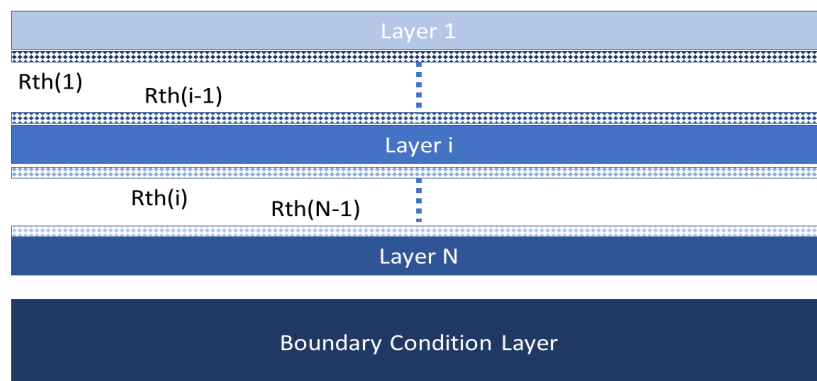 Layer 1
Rth(1)
Rth(i-1)
Layer i
Rth(i)
Rth(N-1)
Layer N
Boundary Condition Layer